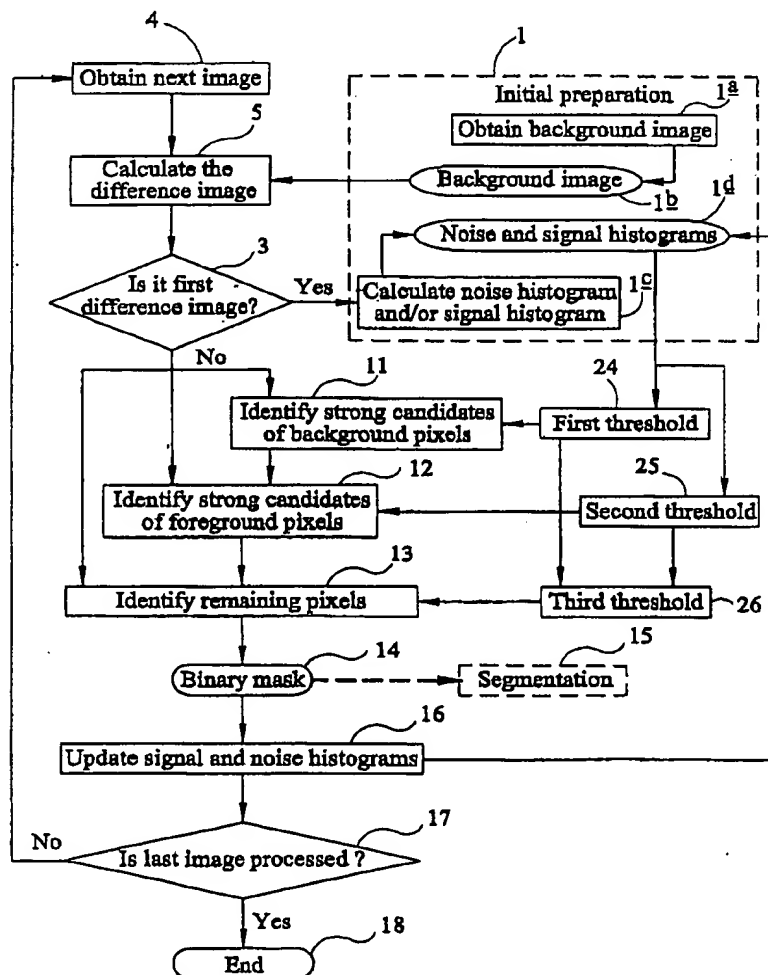 4
Obtain next image
5
Calculate the
difference image
3
Is it first
difference image?
Yes
No
1
Initial preparation
1a
Obtain background image
Background image
1b
1d
Noise and signal histograms
Calculate noise histogram
and/or signal histogram
1c
11
Identify strong candidates
of background pixels
24
First threshold
12
Identify strong candidates
of foreground pixels
25
Second threshold
13
Identify remaining pixels
Third threshold
26
14
Binary mask
15
Segmentation
16
Update signal and noise histograms
17
No
Is last image processed ?
Yes
18
End